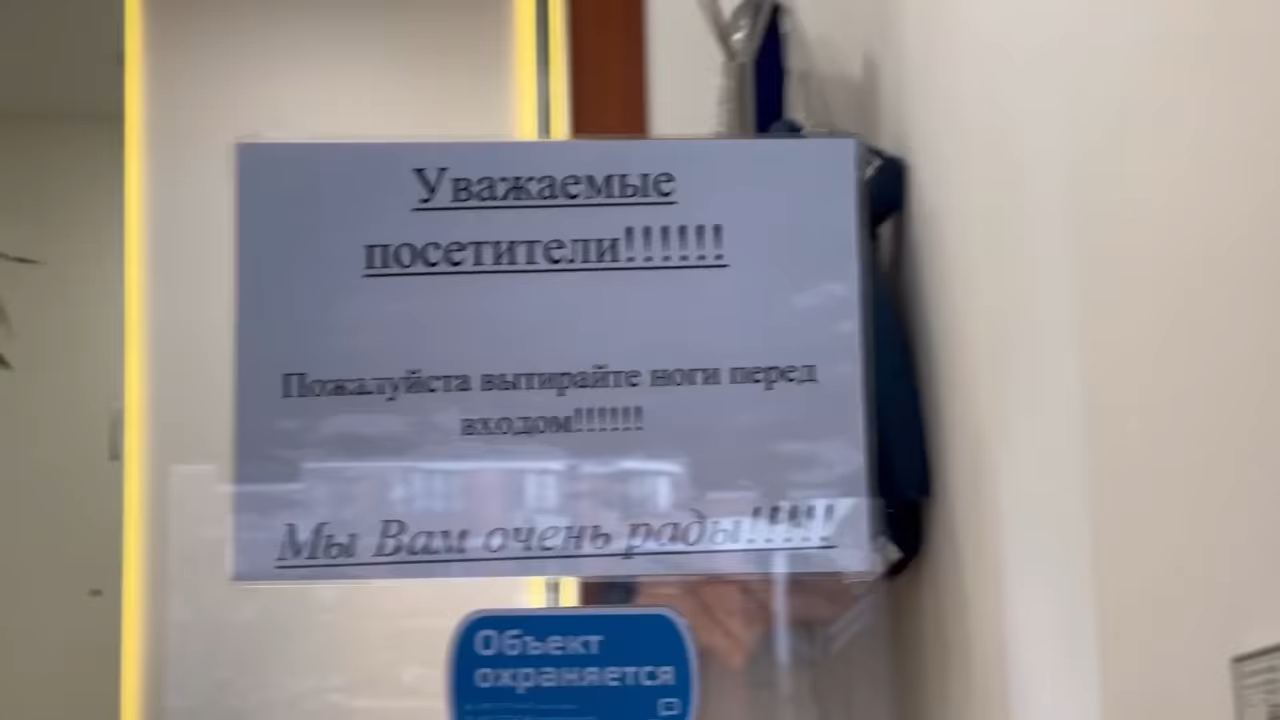 Уважаемые
посетители!!!!!!
Пожалуйста вытирайте ноги перед
входом!!!!!!
Мы Вам очень рады!!!!!
Объект
охраняется